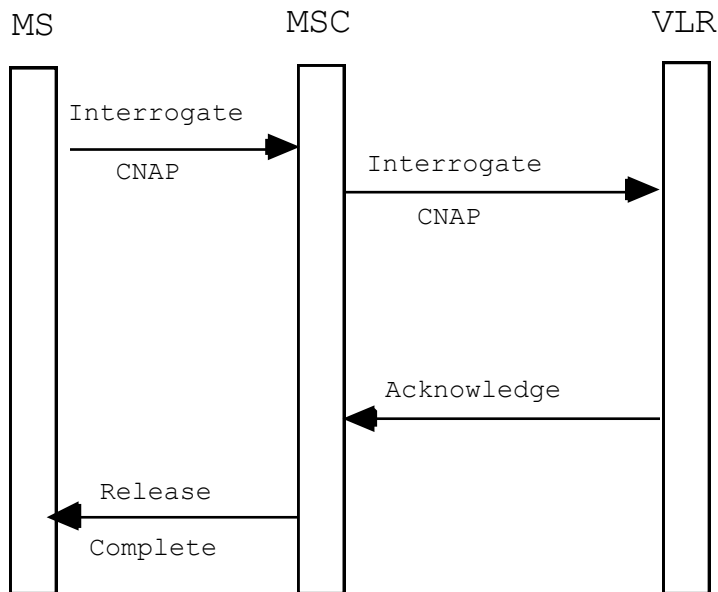 MS
MSC
VLR
Interrogate
CNAP
Interrogate
CNAP
Acknowledge
Release
Complete